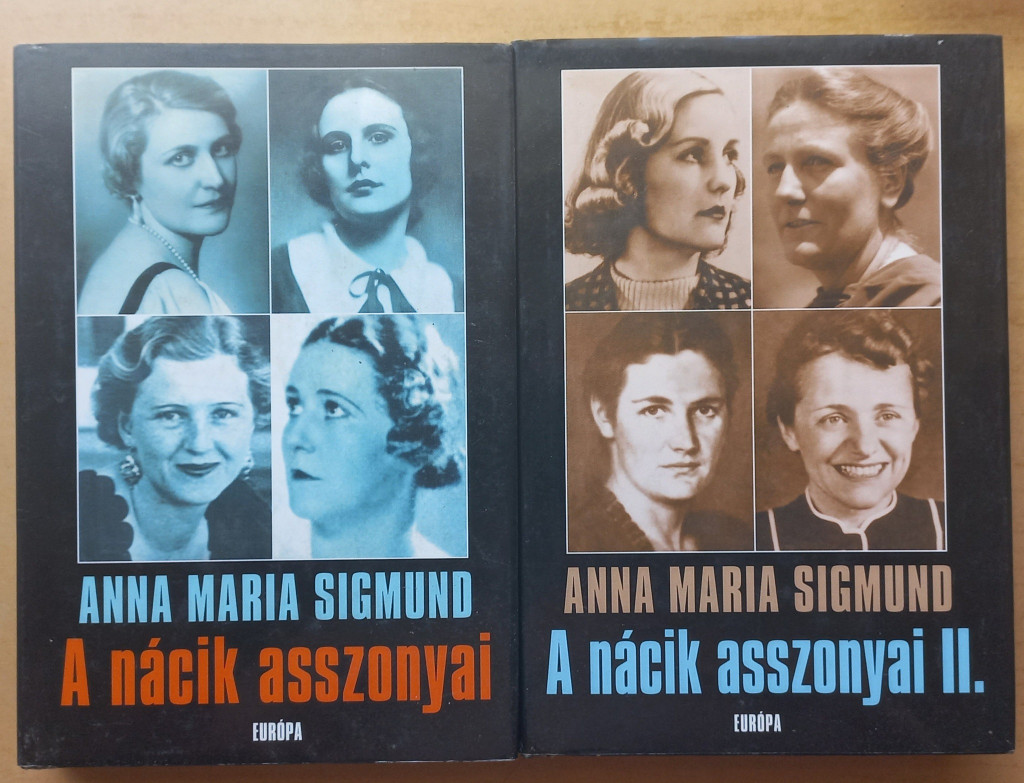 ANNA MARIA SIGMUND
A nácik asszonyai
EURÓPA
ANNA MARIA SIGMUND
A nácik asszonyai II.
EURÓPA